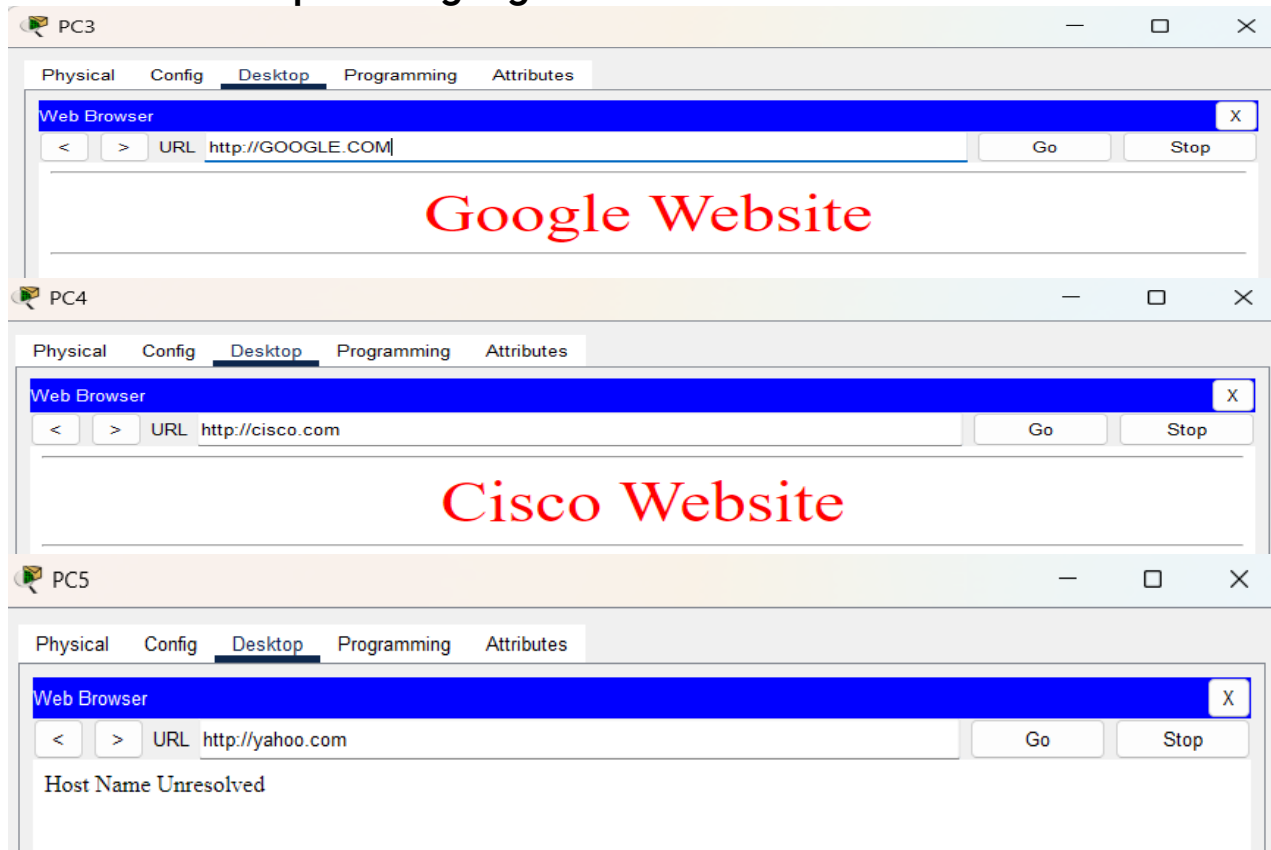 PC3
Physical Config Desktop Programming Attributes
Web Browser X
< > URL http://GOOGLE.COM Go Stop
Google Website
PC4
Physical Config Desktop Programming Attributes
Web Browser X
< > URL http://cisco.com Go Stop
Cisco Website
PC5
Physical Config Desktop Programming Attributes
Web Browser X
< > URL http://yahoo.com Go Stop
Host Name Unresolved